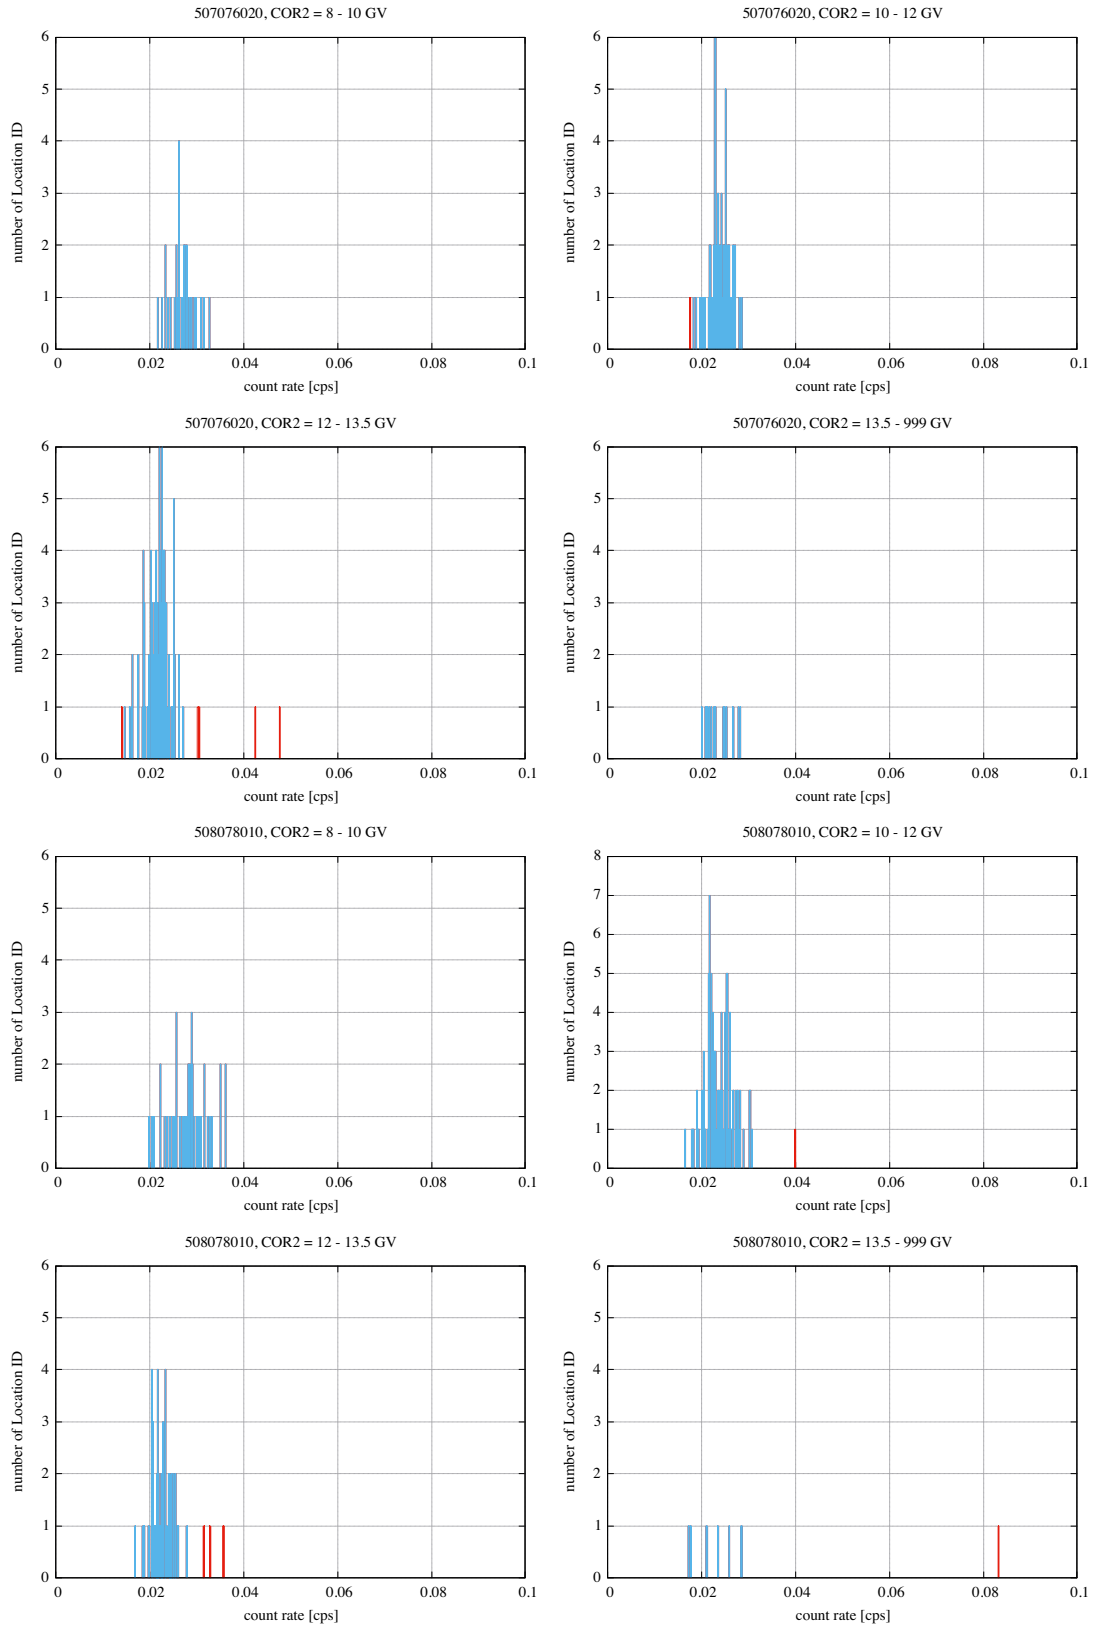 507076020, COR2 = 8 - 10 GV
number of Location ID
6
5
4
3
2
1
0
0 0.02 0.04 0.06 0.08 0.1
count rate [cps]
507076020, COR2 = 10 - 12 GV
number of Location ID
6
5
4
3
2
1
0
0 0.02 0.04 0.06 0.08 0.1
count rate [cps]
507076020, COR2 = 12 - 13.5 GV
number of Location ID
6
5
4
3
2
1
0
0 0.02 0.04 0.06 0.08 0.1
count rate [cps]
507076020, COR2 = 13.5 - 999 GV
number of Location ID
6
5
4
3
2
1
0
0 0.02 0.04 0.06 0.08 0.1
count rate [cps]
508078010, COR2 = 8 - 10 GV
number of Location ID
6
5
4
3
2
1
0
0 0.02 0.04 0.06 0.08 0.1
count rate [cps]
508078010, COR2 = 10 - 12 GV
number of Location ID
8
7
6
5
4
3
2
1
0
0 0.02 0.04 0.06 0.08 0.1
count rate [cps]
508078010, COR2 = 12 - 13.5 GV
number of Location ID
6
5
4
3
2
1
0
0 0.02 0.04 0.06 0.08 0.1
count rate [cps]
508078010, COR2 = 13.5 - 999 GV
number of Location ID
6
5
4
3
2
1
0
0 0.02 0.04 0.06 0.08 0.1
count rate [cps]